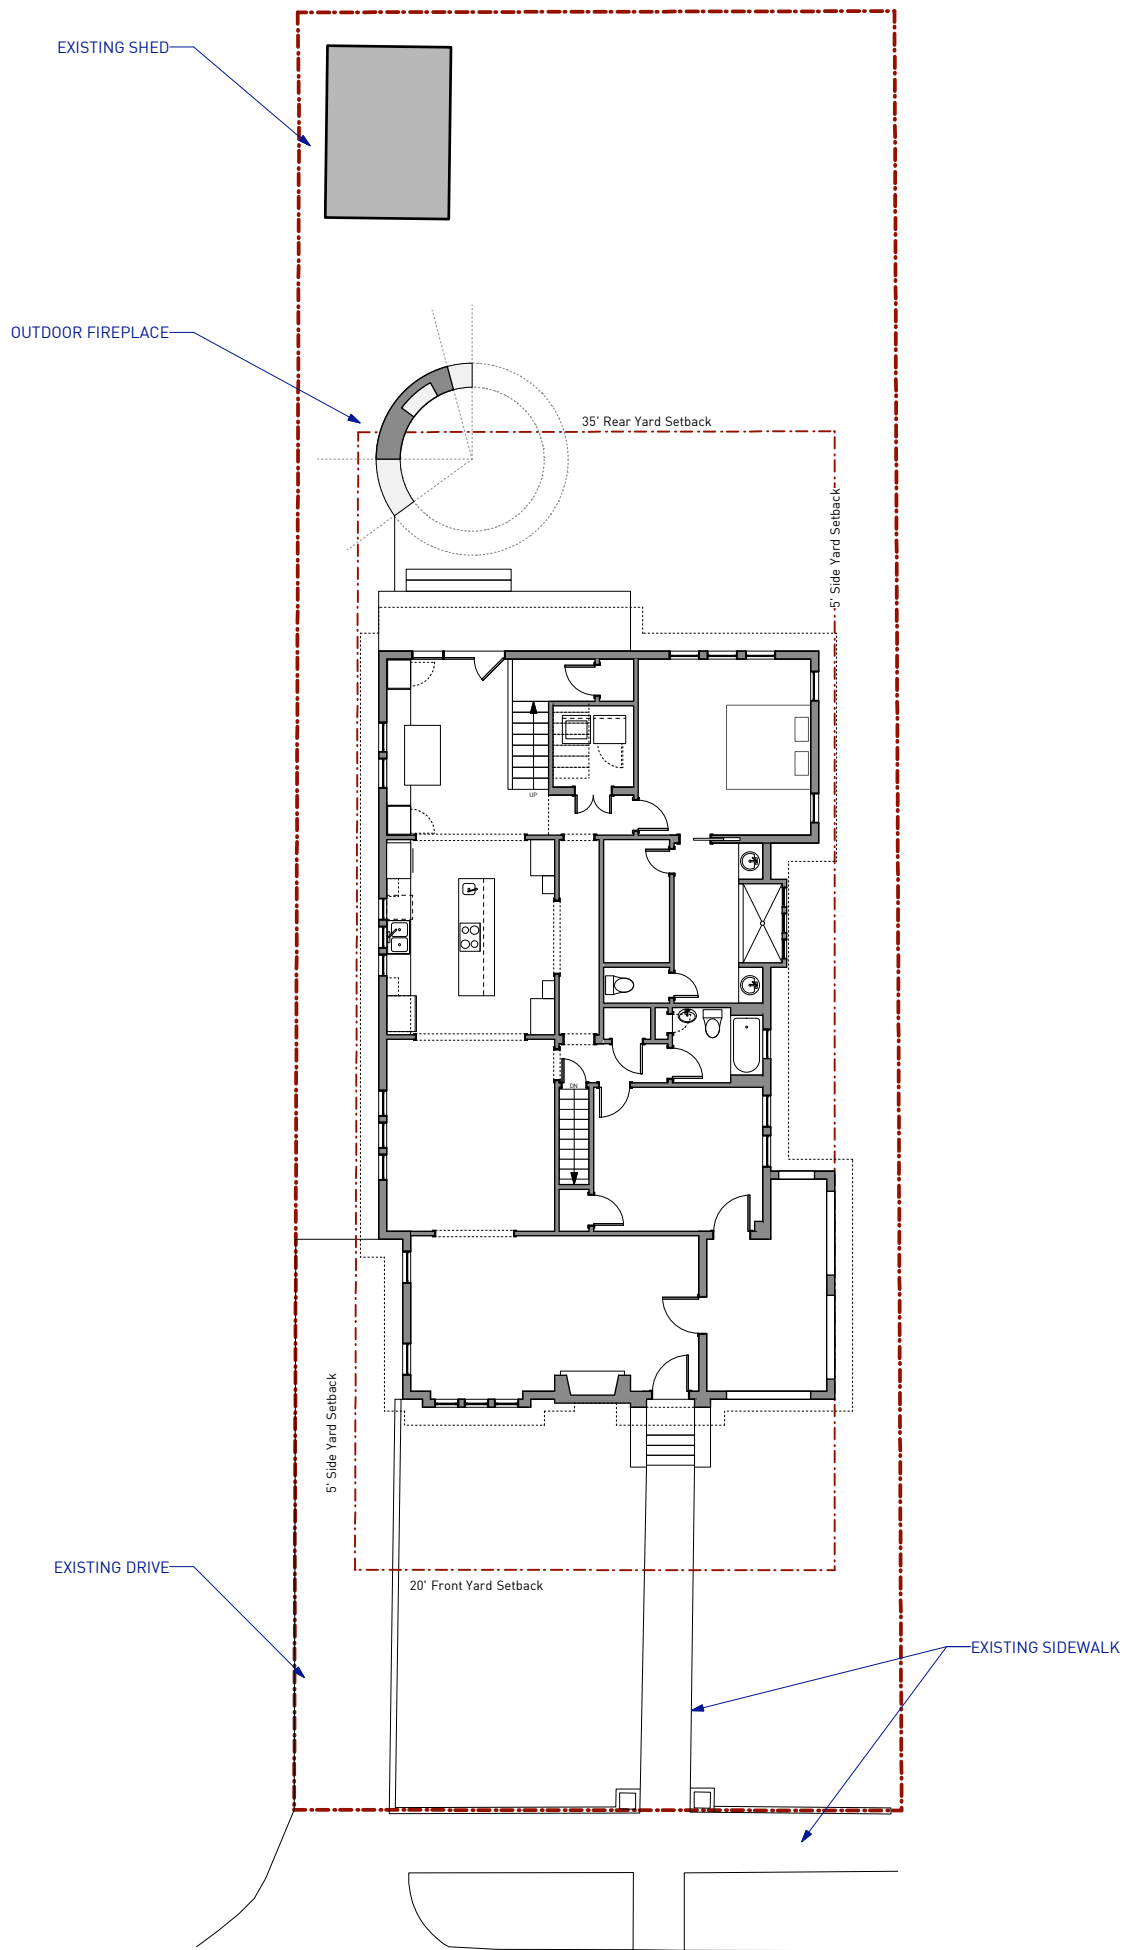 EXISTING SHED
OUTDOOR FIREPLACE
35' Rear Yard Setback
5' Side Yard Setback
UP
DN
5' Side Yard Setback
EXISTING DRIVE
20' Front Yard Setback
EXISTING SIDEWALK